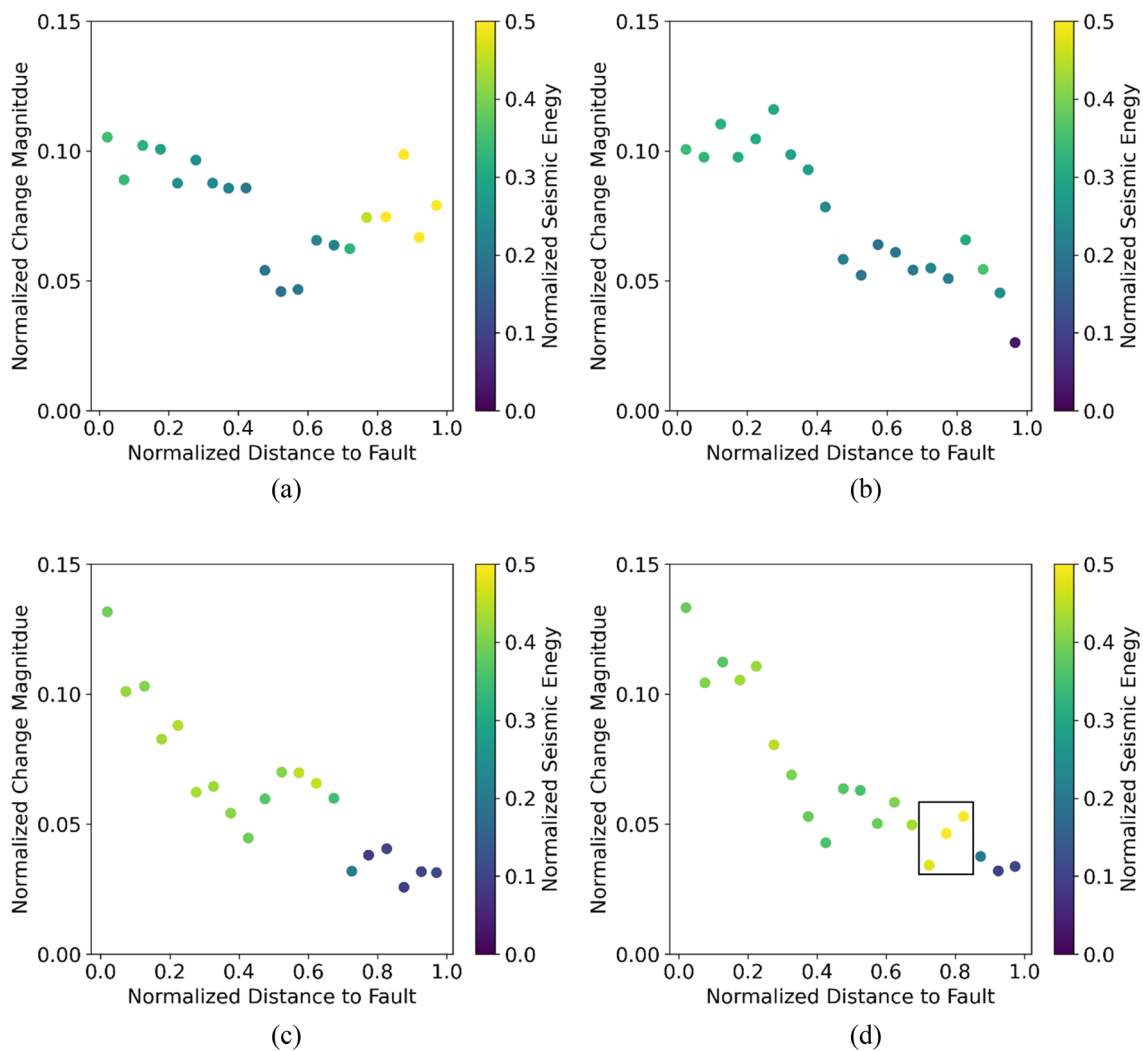 0.15
0.10
0.05
0.00
Normalized Change Magnitdue
0.0 0.2 0.4 0.6 0.8 1.0
Normalized Distance to Fault
0.5
0.4
0.3
0.2
0.1
0.0
Normalized Seismic Enegy
(a)
0.15
0.10
0.05
0.00
Normalized Change Magnitdue
0.0 0.2 0.4 0.6 0.8 1.0
Normalized Distance to Fault
0.5
0.4
0.3
0.2
0.1
0.0
Normalized Seismic Enegy
(b)
0.15
0.10
0.05
0.00
Normalized Change Magnitdue
0.0 0.2 0.4 0.6 0.8 1.0
Normalized Distance to Fault
0.5
0.4
0.3
0.2
0.1
0.0
Normalized Seismic Enegy
(c)
0.15
0.10
0.05
0.00
Normalized Change Magnitdue
0.0 0.2 0.4 0.6 0.8 1.0
Normalized Distance to Fault
0.5
0.4
0.3
0.2
0.1
0.0
Normalized Seismic Enegy
(d)